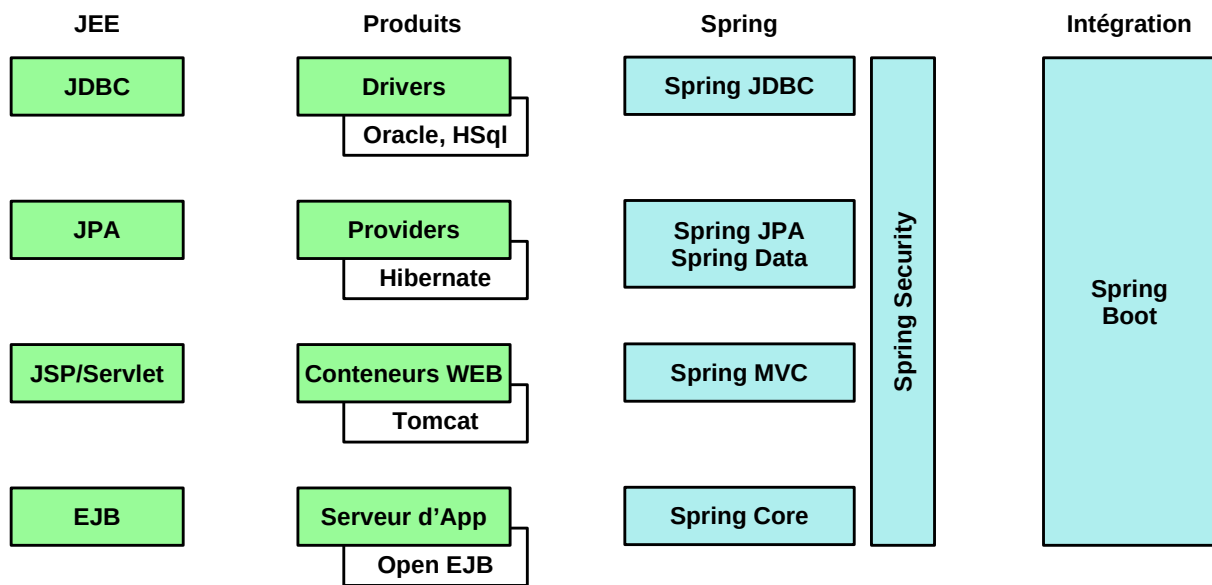 JEE
Produits
Spring
Intégration
JDBC
Drivers
Oracle, HSql
Spring JDBC
JPA
Providers
Hibernate
Spring JPA
Spring Data
Spring Security
Spring
Boot
JSP/Servlet
Conteneurs WEB
Tomcat
Spring MVC
EJB
Serveur d’App
Open EJB
Spring Core